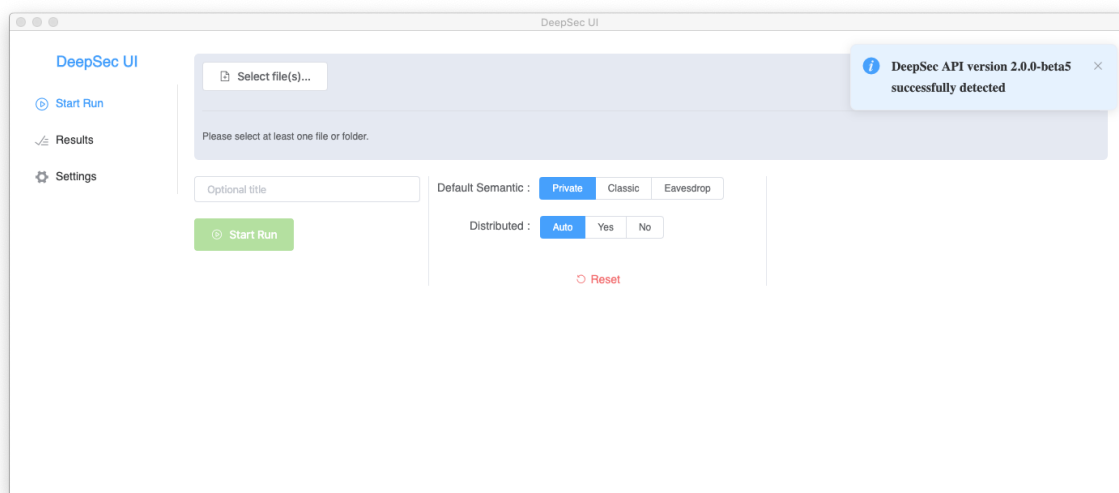 DeepSec UI
DeepSec UI
Start Run
Results
Settings
Select file(s)...
Please select at least one file or folder.
DeepSec API version 2.0.0-beta5
successfully detected
Optional title
Start Run
Default Semantic : Private Classic Eavesdrop
Distributed : Auto Yes No
Reset